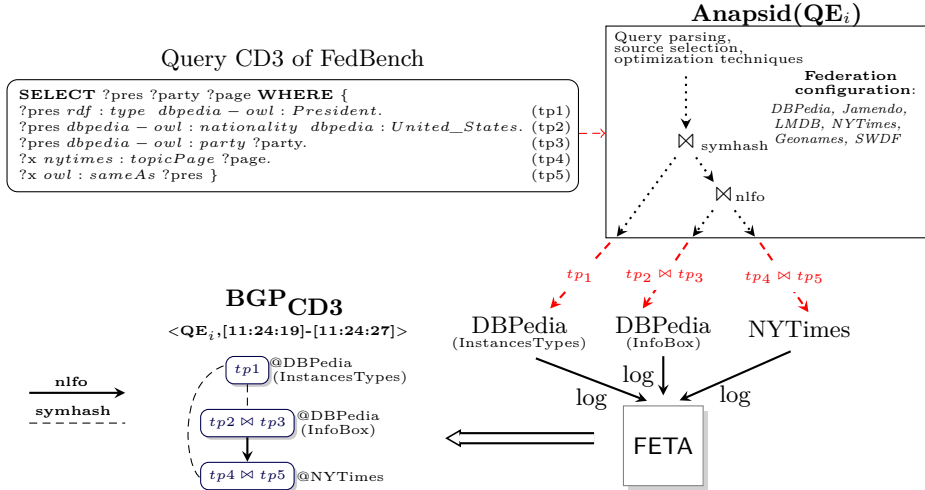 Anapsid(QEi)
Query parsing,
source selection,
optimization techniques
Federation
configuration:
DBPedia, Jamendo,
LMDB, NYTimes,
Geonames, SWDF
⋈ symhash
⋈ nlfo
Query CD3 of FedBench
SELECT ?pres ?party ?page WHERE {
?pres rdf : type dbpedia − owl : President. (tp1)
?pres dbpedia − owl : nationality dbpedia : United_States. (tp2)
?pres dbpedia − owl : party ?party. (tp3)
?x nytimes : topicPage ?page. (tp4)
?x owl : sameAs ?pres } (tp5)
tp1
tp2 ⋈ tp3
tp4 ⋈ tp5
DBPedia
(InstancesTypes)
DBPedia
(InfoBox)
NYTimes
log
log
log
FETA
BGPCD3
<QEi,[11:24:19]-[11:24:27]>
tp1 @DBPedia
(InstancesTypes)
tp2 ⋈ tp3 @DBPedia
(InfoBox)
tp4 ⋈ tp5 @NYTimes
nlfo
symhash